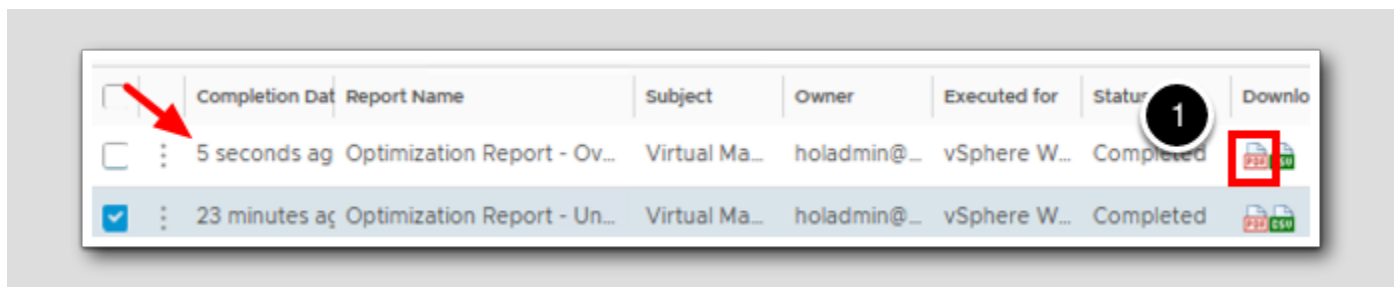 Completion Dat Report Name Subject Owner Executed for Status Downlo
1
5 seconds ag Optimization Report - Ov... Virtual Ma... holadmin@... vSphere W... Completed PDF CSV
23 minutes ag Optimization Report - Un... Virtual Ma... holadmin@... vSphere W... Completed PDF CSV